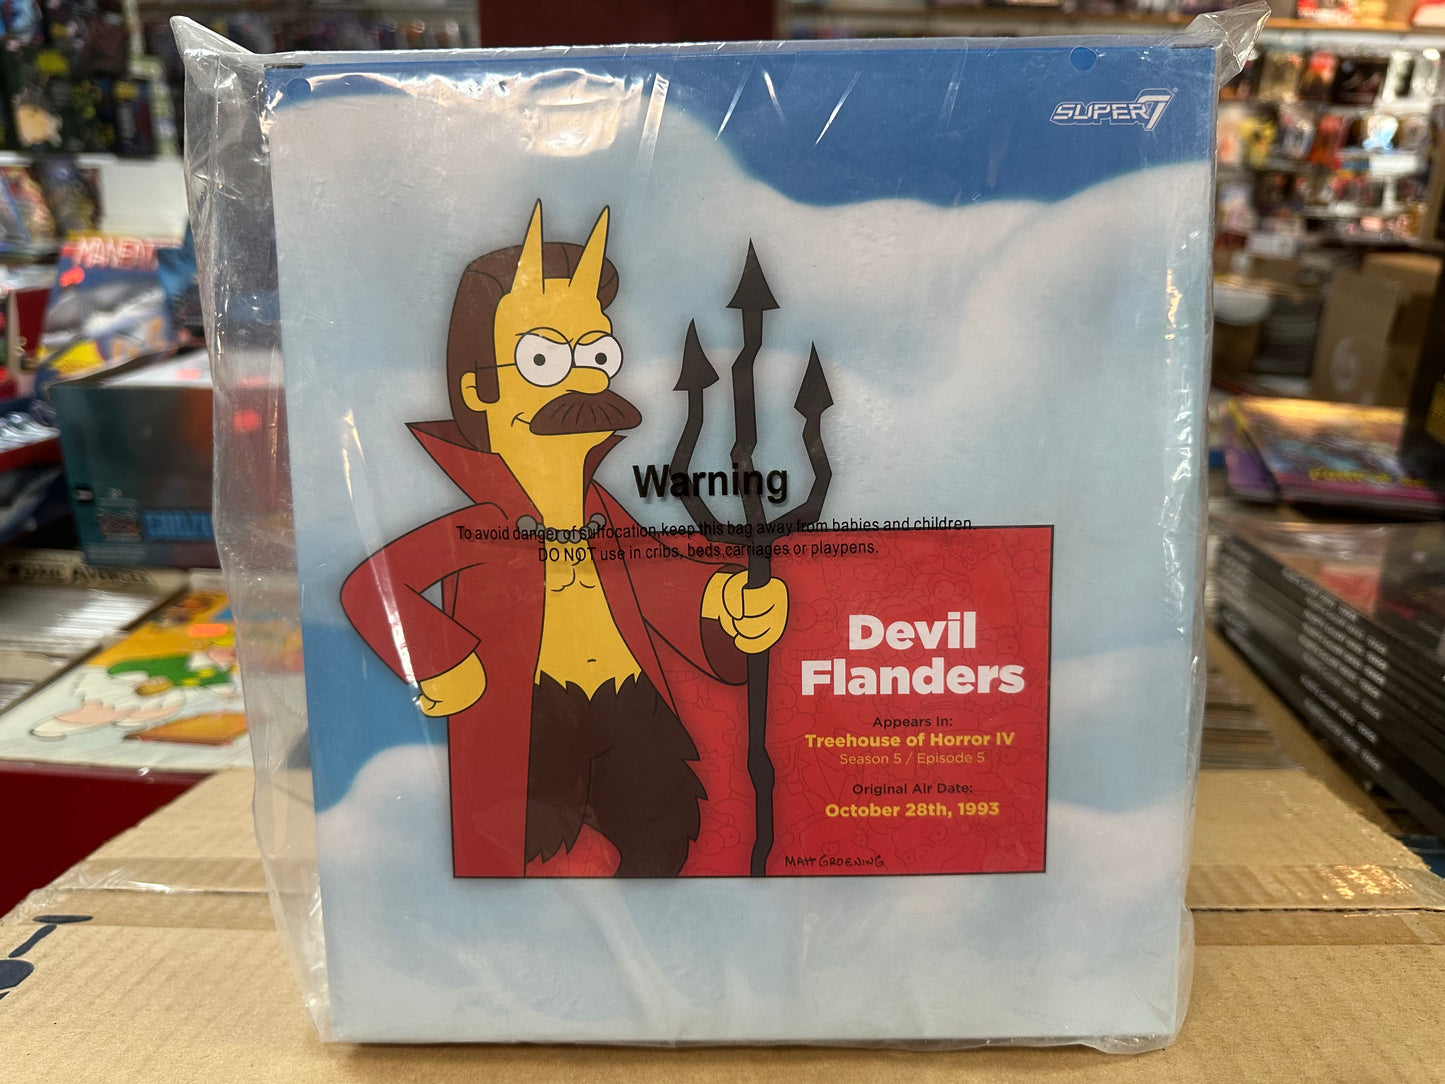 SUPER7
Warning
To avoid danger of suffocation, keep this bag away from babies and children.
DO NOT use in cribs, beds, carriages or playpens.
Devil
Flanders
Appears In:
Treehouse of Horror IV
Season 5 / Episode 5
Original Air Date:
October 28th, 1993
MATT GROENING